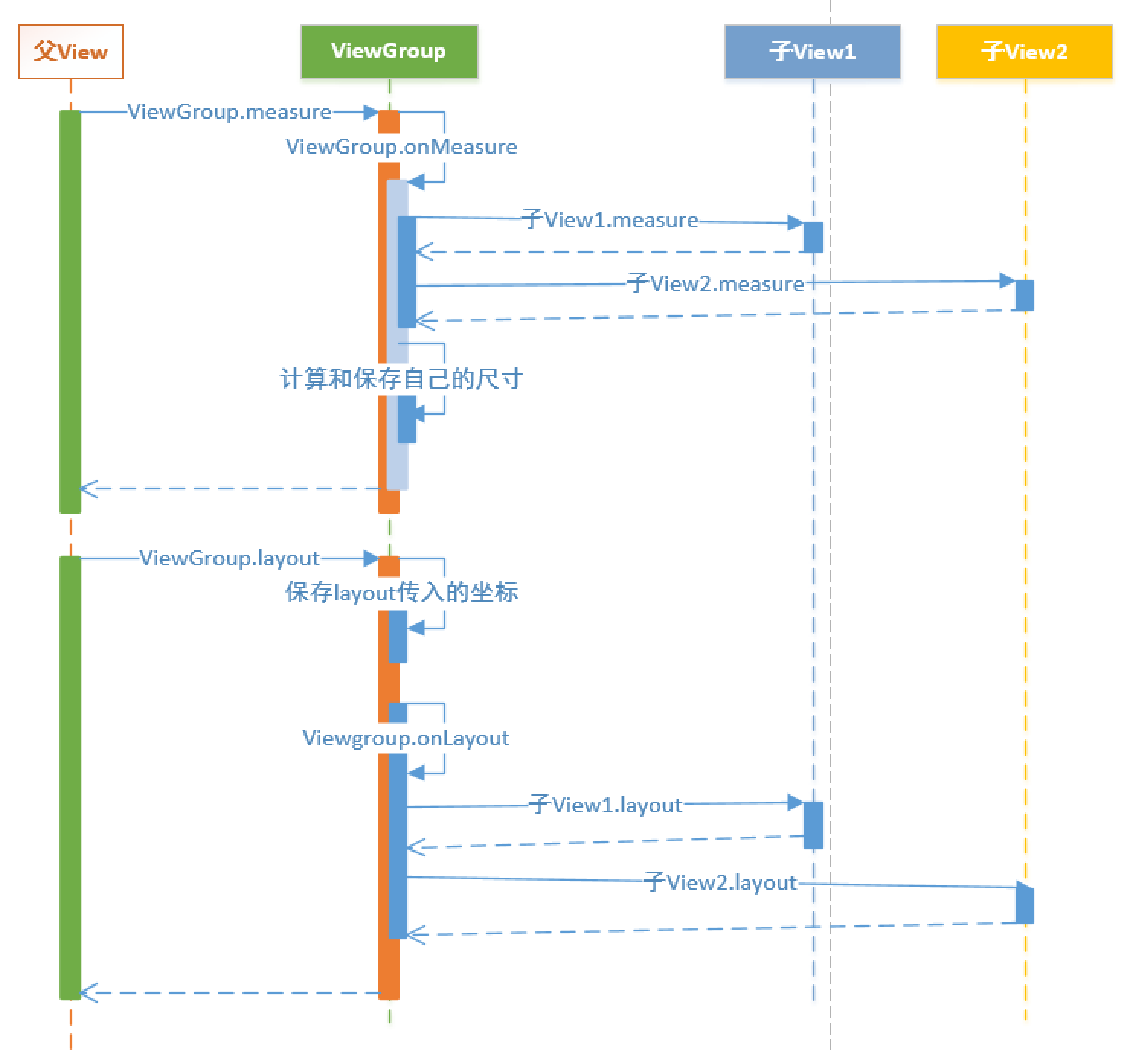 父View
ViewGroup
子View1
子View2
ViewGroup.measure
ViewGroup.onMeasure
子View1.measure
子View2.measure
计算和保存自己的尺寸
ViewGroup.layout
保存layout传入的坐标
Viewgroup.onLayout
子View1.layout
子View2.layout